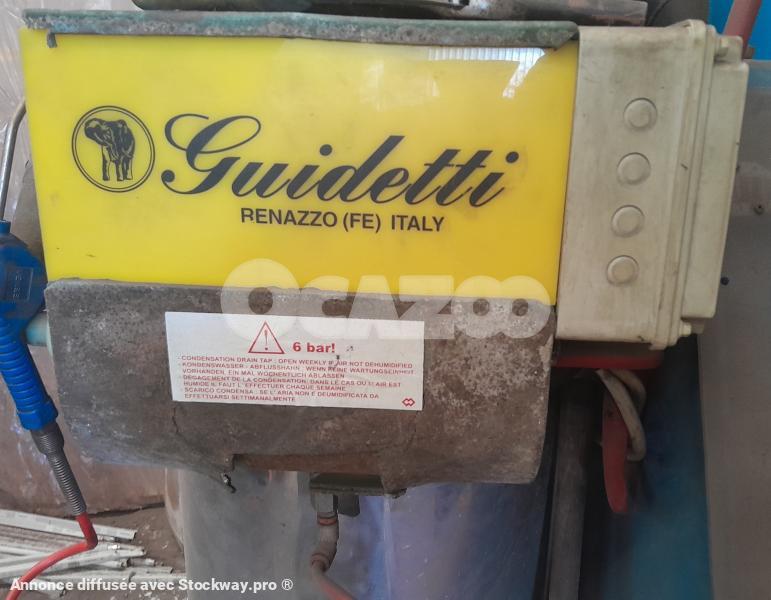 Guidetti
RENAZZO (FE) ITALY
OCAZOO
6 bar!
- CONDENSATION DRAIN TAP : OPEN WEEKLY IF AIR NOT DEHUMIDIFIED
- KONDENSWASSER - ABFLUSSHAHN : WENN KEINE WARTUNGSEINHEIT
VORHANDEN, EIN MAL WOCHENTLICH ABLASSEN
- DEGAGEMENT DE LA CONDENSATION: DANS LE CAS OU L' AIR EST
HUMIDE IL FAUT L' EFFECTUER CHAQUE SEMAINE
- SCARICO CONDENSA : SE L' ARIA NON È DEUMIDIFICATA DA
EFFETTUARSI SETTIMANALMENTE
Annonce diffusée avec Stockway.pro ®